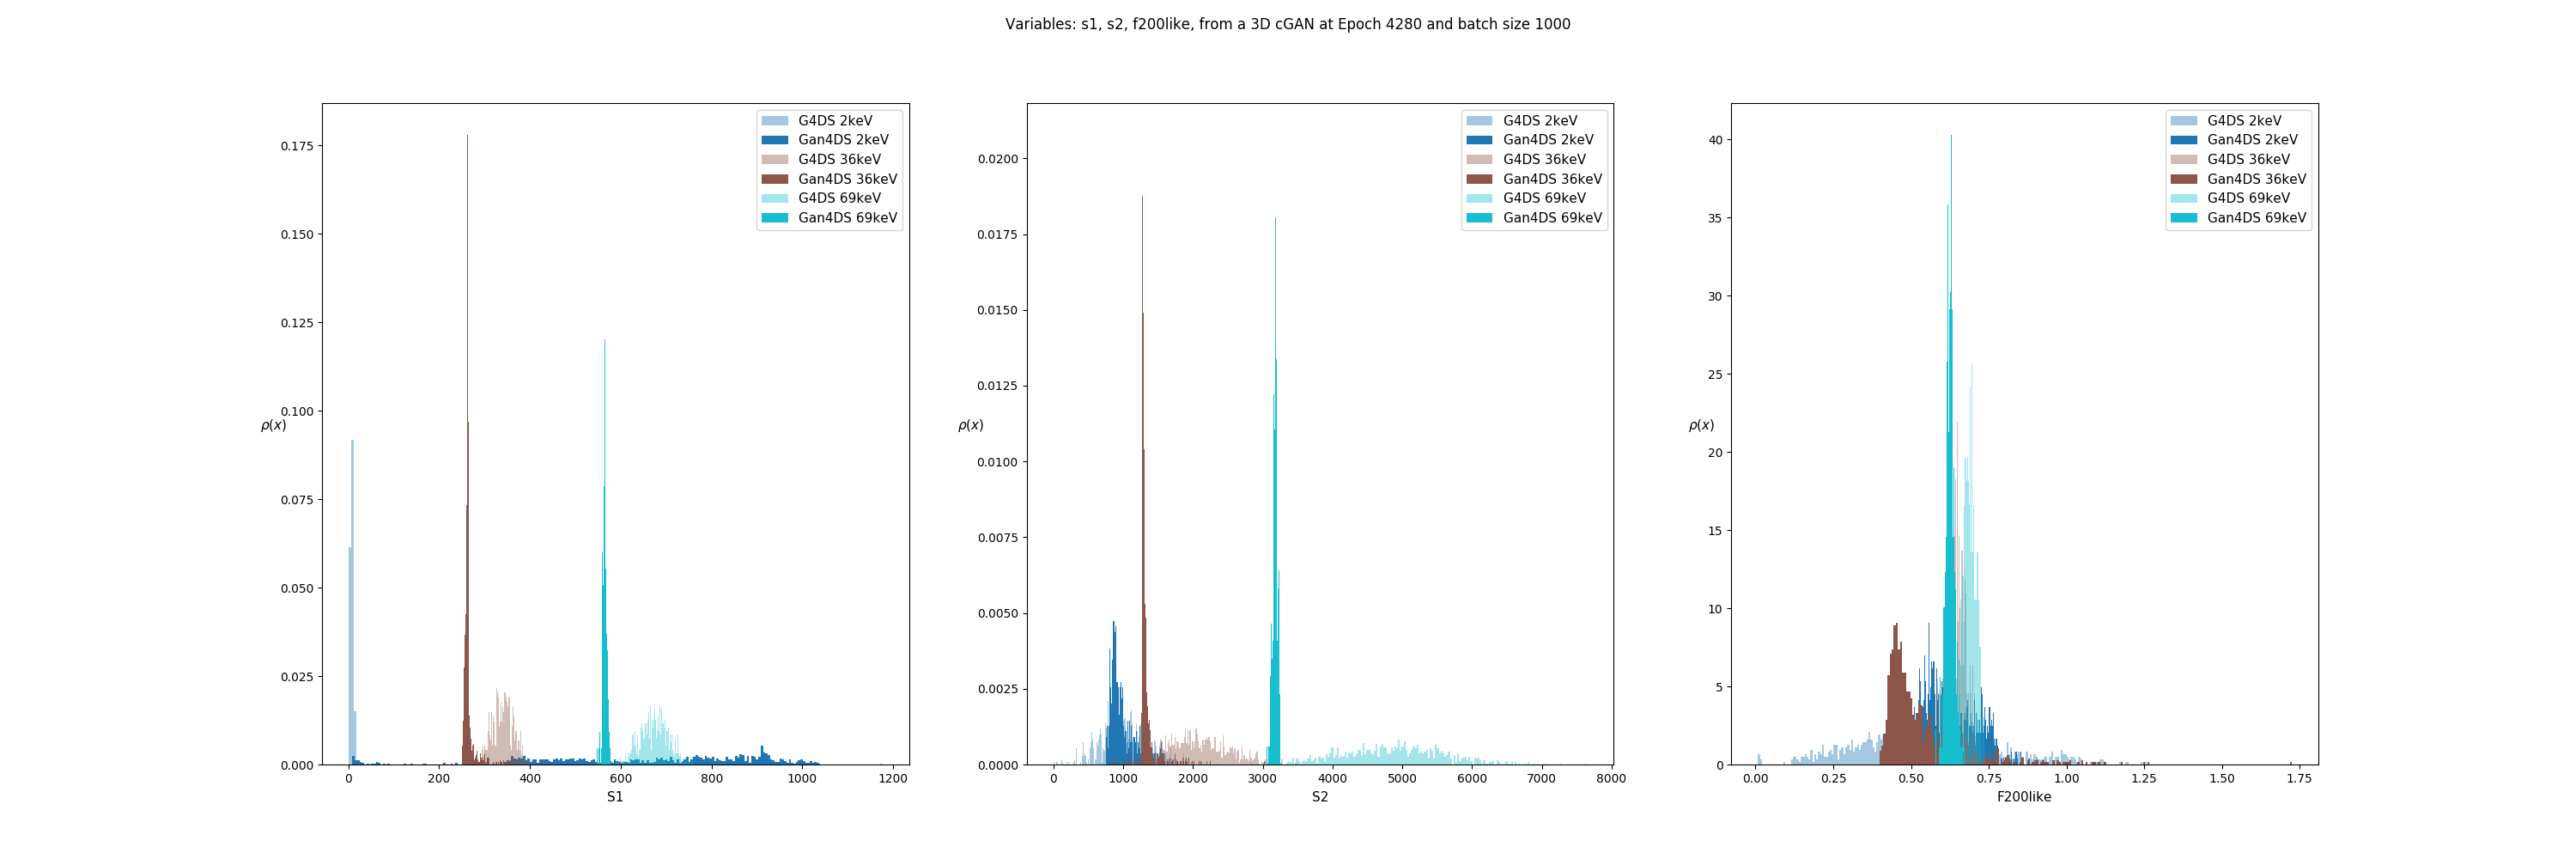 Variables: s1, s2, f200like, from a 3D cGAN at Epoch 4280 and batch size 1000
G4DS 2keV
Gan4DS 2keV
G4DS 36keV
Gan4DS 36keV
G4DS 69keV
Gan4DS 69keV
0.175
0.150
0.125
0.100
0.075
0.050
0.025
0.000
ρ(x)
0 200 400 600 800 1000 1200
S1
G4DS 2keV
Gan4DS 2keV
G4DS 36keV
Gan4DS 36keV
G4DS 69keV
Gan4DS 69keV
0.0200
0.0175
0.0150
0.0125
0.0100
0.0075
0.0050
0.0025
0.0000
ρ(x)
0 1000 2000 3000 4000 5000 6000 7000 8000
S2
G4DS 2keV
Gan4DS 2keV
G4DS 36keV
Gan4DS 36keV
G4DS 69keV
Gan4DS 69keV
40
35
30
25
20
15
10
5
0
ρ(x)
0.00 0.25 0.50 0.75 1.00 1.25 1.50 1.75
F200like